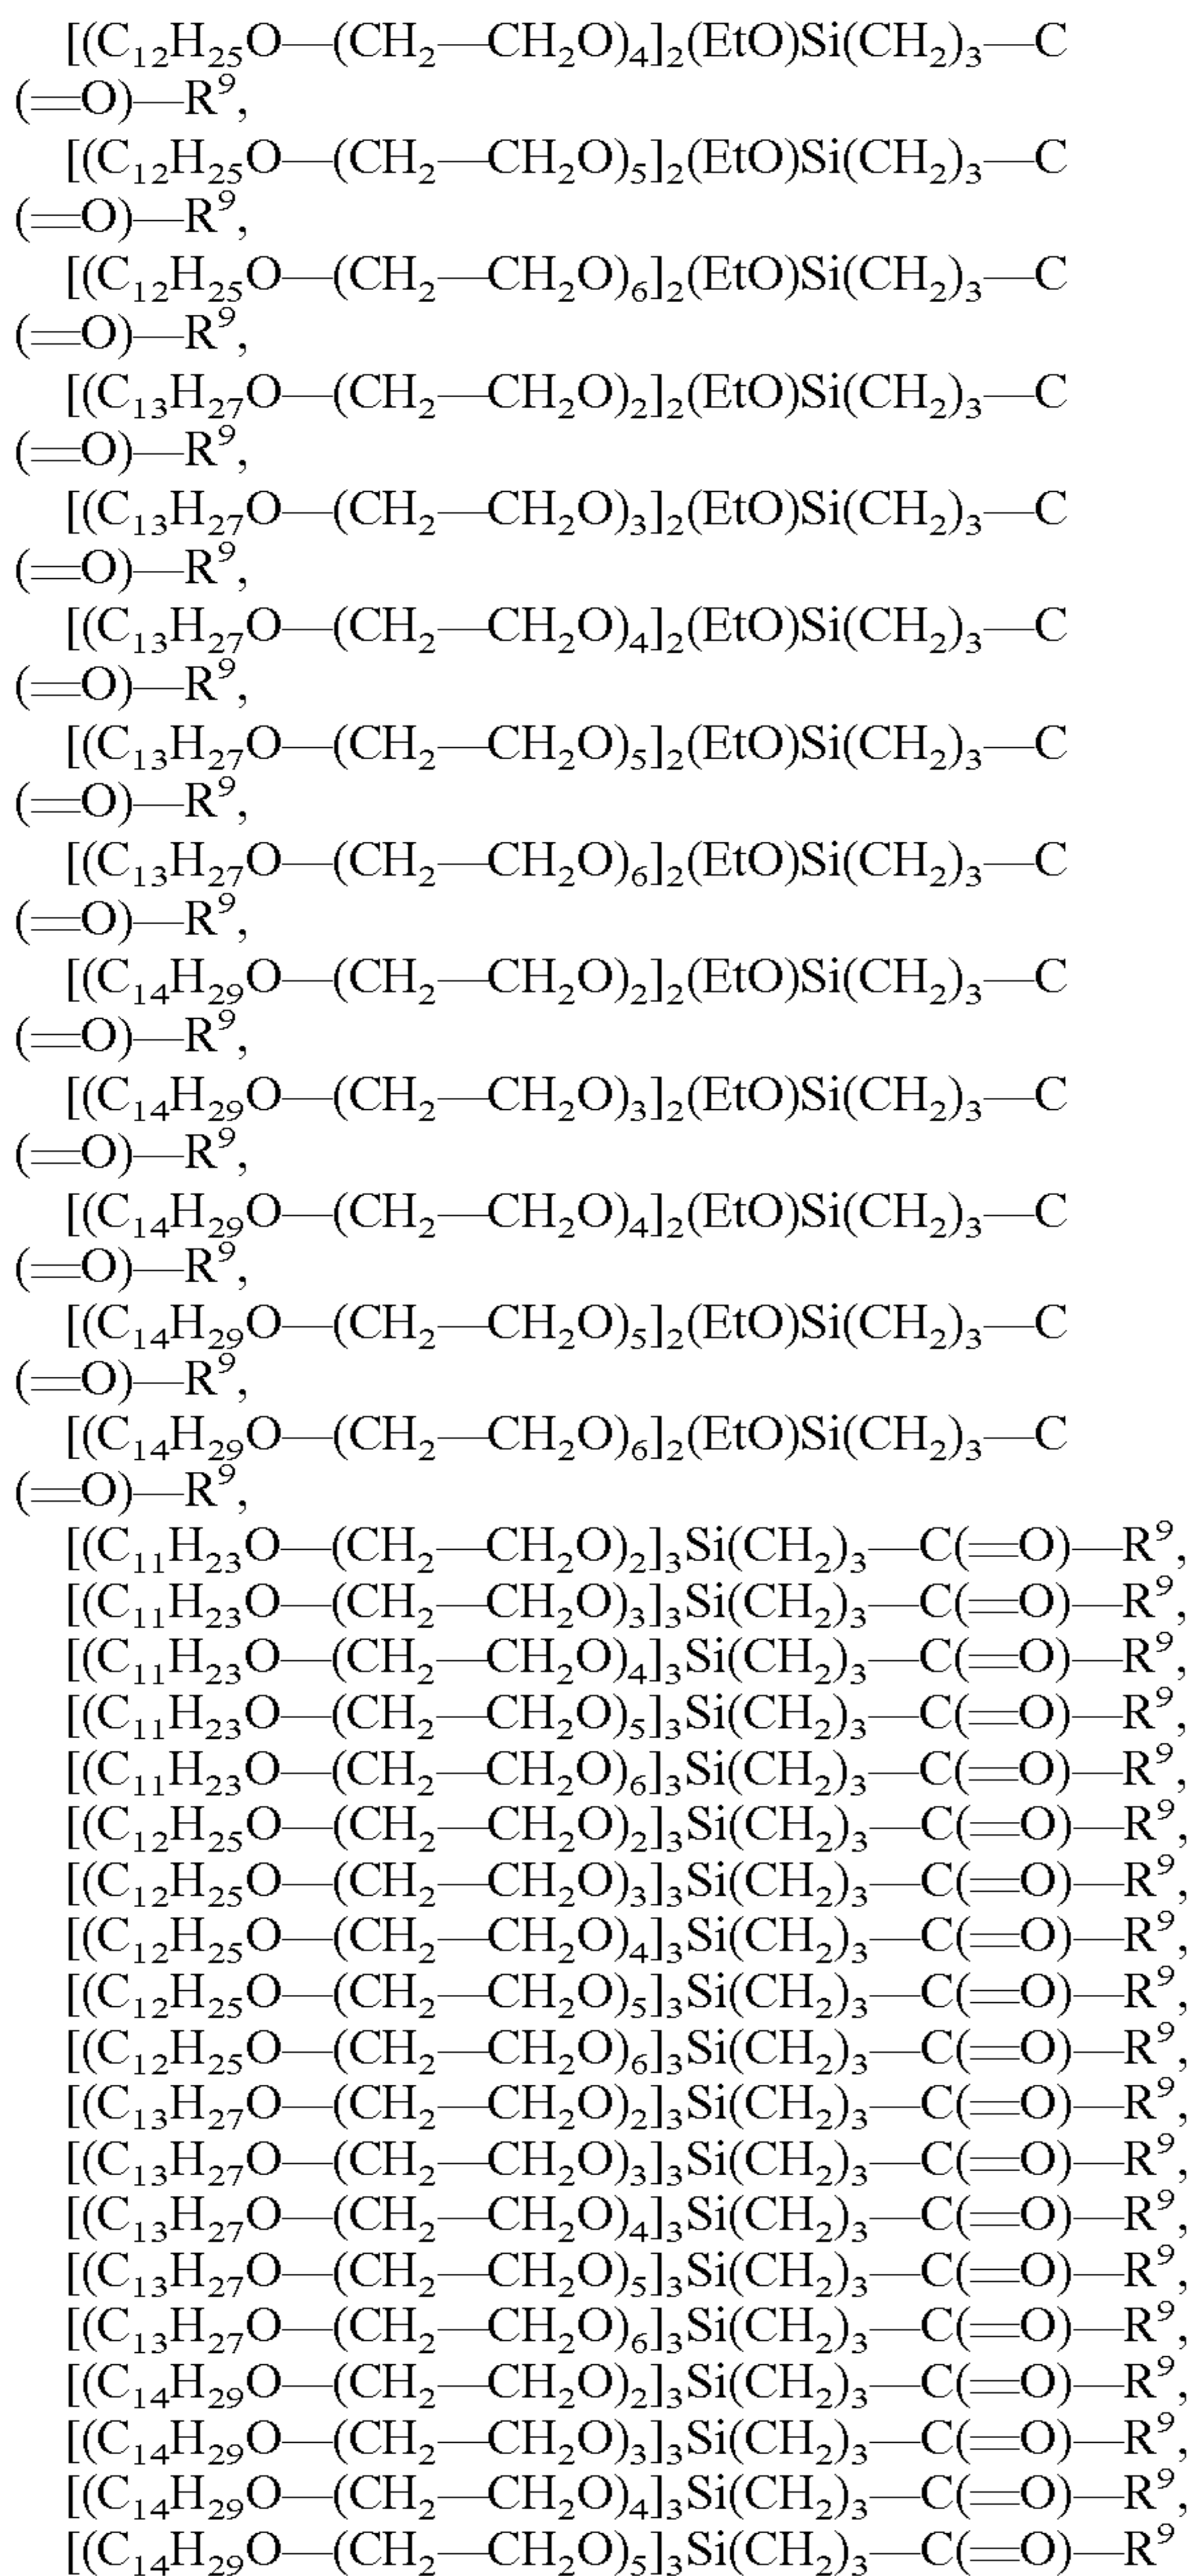 [(C₁₂H₂₅O—(CH₂—CH₂O)₄]₂(EtO)Si(CH₂)₃—C
(═O)—R⁹,
[(C₁₂H₂₅O—(CH₂—CH₂O)₅]₂(EtO)Si(CH₂)₃—C
(═O)—R⁹,
[(C₁₂H₂₅O—(CH₂—CH₂O)₆]₂(EtO)Si(CH₂)₃—C
(═O)—R⁹,
[(C₁₃H₂₇O—(CH₂—CH₂O)₂]₂(EtO)Si(CH₂)₃—C
(═O)—R⁹,
[(C₁₃H₂₇O—(CH₂—CH₂O)₃]₂(EtO)Si(CH₂)₃—C
(═O)—R⁹,
[(C₁₃H₂₇O—(CH₂—CH₂O)₄]₂(EtO)Si(CH₂)₃—C
(═O)—R⁹,
[(C₁₃H₂₇O—(CH₂—CH₂O)₅]₂(EtO)Si(CH₂)₃—C
(═O)—R⁹,
[(C₁₃H₂₇O—(CH₂—CH₂O)₆]₂(EtO)Si(CH₂)₃—C
(═O)—R⁹,
[(C₁₄H₂₉O—(CH₂—CH₂O)₂]₂(EtO)Si(CH₂)₃—C
(═O)—R⁹,
[(C₁₄H₂₉O—(CH₂—CH₂O)₃]₂(EtO)Si(CH₂)₃—C
(═O)—R⁹,
[(C₁₄H₂₉O—(CH₂—CH₂O)₄]₂(EtO)Si(CH₂)₃—C
(═O)—R⁹,
[(C₁₄H₂₉O—(CH₂—CH₂O)₅]₂(EtO)Si(CH₂)₃—C
(═O)—R⁹,
[(C₁₄H₂₉O—(CH₂—CH₂O)₆]₂(EtO)Si(CH₂)₃—C
(═O)—R⁹,
[(C₁₁H₂₃O—(CH₂—CH₂O)₂]₃Si(CH₂)₃—C(═O)—R⁹,
[(C₁₁H₂₃O—(CH₂—CH₂O)₃]₃Si(CH₂)₃—C(═O)—R⁹,
[(C₁₁H₂₃O—(CH₂—CH₂O)₄]₃Si(CH₂)₃—C(═O)—R⁹,
[(C₁₁H₂₃O—(CH₂—CH₂O)₅]₃Si(CH₂)₃—C(═O)—R⁹,
[(C₁₁H₂₃O—(CH₂—CH₂O)₆]₃Si(CH₂)₃—C(═O)—R⁹,
[(C₁₂H₂₅O—(CH₂—CH₂O)₂]₃Si(CH₂)₃—C(═O)—R⁹,
[(C₁₂H₂₅O—(CH₂—CH₂O)₃]₃Si(CH₂)₃—C(═O)—R⁹,
[(C₁₂H₂₅O—(CH₂—CH₂O)₄]₃Si(CH₂)₃—C(═O)—R⁹,
[(C₁₂H₂₅O—(CH₂—CH₂O)₅]₃Si(CH₂)₃—C(═O)—R⁹,
[(C₁₂H₂₅O—(CH₂—CH₂O)₆]₃Si(CH₂)₃—C(═O)—R⁹,
[(C₁₃H₂₇O—(CH₂—CH₂O)₂]₃Si(CH₂)₃—C(═O)—R⁹,
[(C₁₃H₂₇O—(CH₂—CH₂O)₃]₃Si(CH₂)₃—C(═O)—R⁹,
[(C₁₃H₂₇O—(CH₂—CH₂O)₄]₃Si(CH₂)₃—C(═O)—R⁹,
[(C₁₃H₂₇O—(CH₂—CH₂O)₅]₃Si(CH₂)₃—C(═O)—R⁹,
[(C₁₃H₂₇O—(CH₂—CH₂O)₆]₃Si(CH₂)₃—C(═O)—R⁹,
[(C₁₄H₂₉O—(CH₂—CH₂O)₂]₃Si(CH₂)₃—C(═O)—R⁹,
[(C₁₄H₂₉O—(CH₂—CH₂O)₃]₃Si(CH₂)₃—C(═O)—R⁹,
[(C₁₄H₂₉O—(CH₂—CH₂O)₄]₃Si(CH₂)₃—C(═O)—R⁹,
[(C₁₄H₂₉O—(CH₂—CH₂O)₅]₃Si(CH₂)₃—C(═O)—R⁹